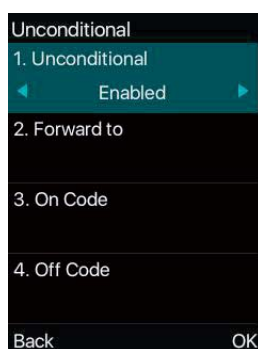 Unconditional
1. Unconditional
Enabled
2. Forward to
3. On Code
4. Off Code
Back OK